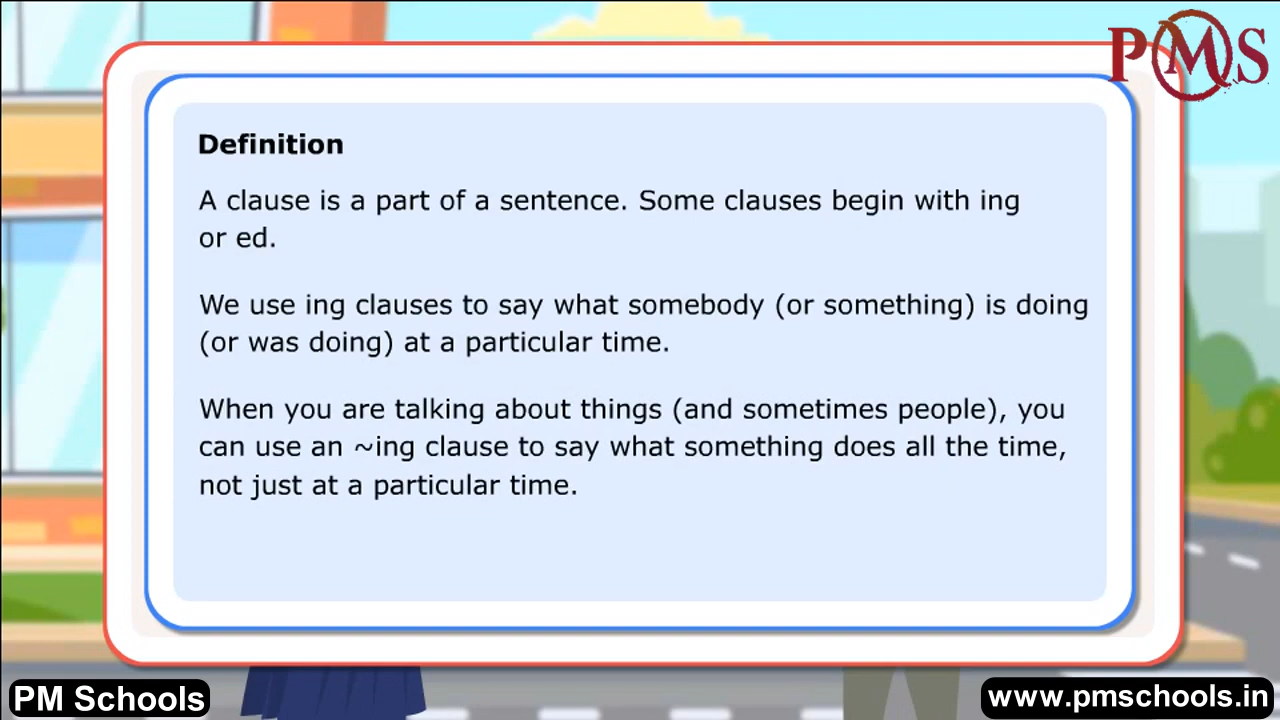 PMS
Definition
A clause is a part of a sentence. Some clauses begin with ing
or ed.
We use ing clauses to say what somebody (or something) is doing
(or was doing) at a particular time.
When you are talking about things (and sometimes people), you
can use an ~ing clause to say what something does all the time,
not just at a particular time.
PM Schools
www.pmschools.in